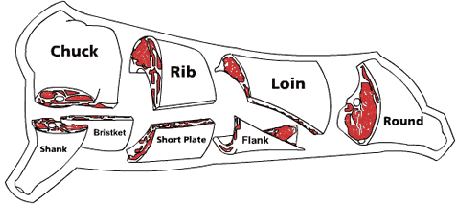 Chuck
Rib
Loin
Round
Shank
Bristket
Short Plate
Flank